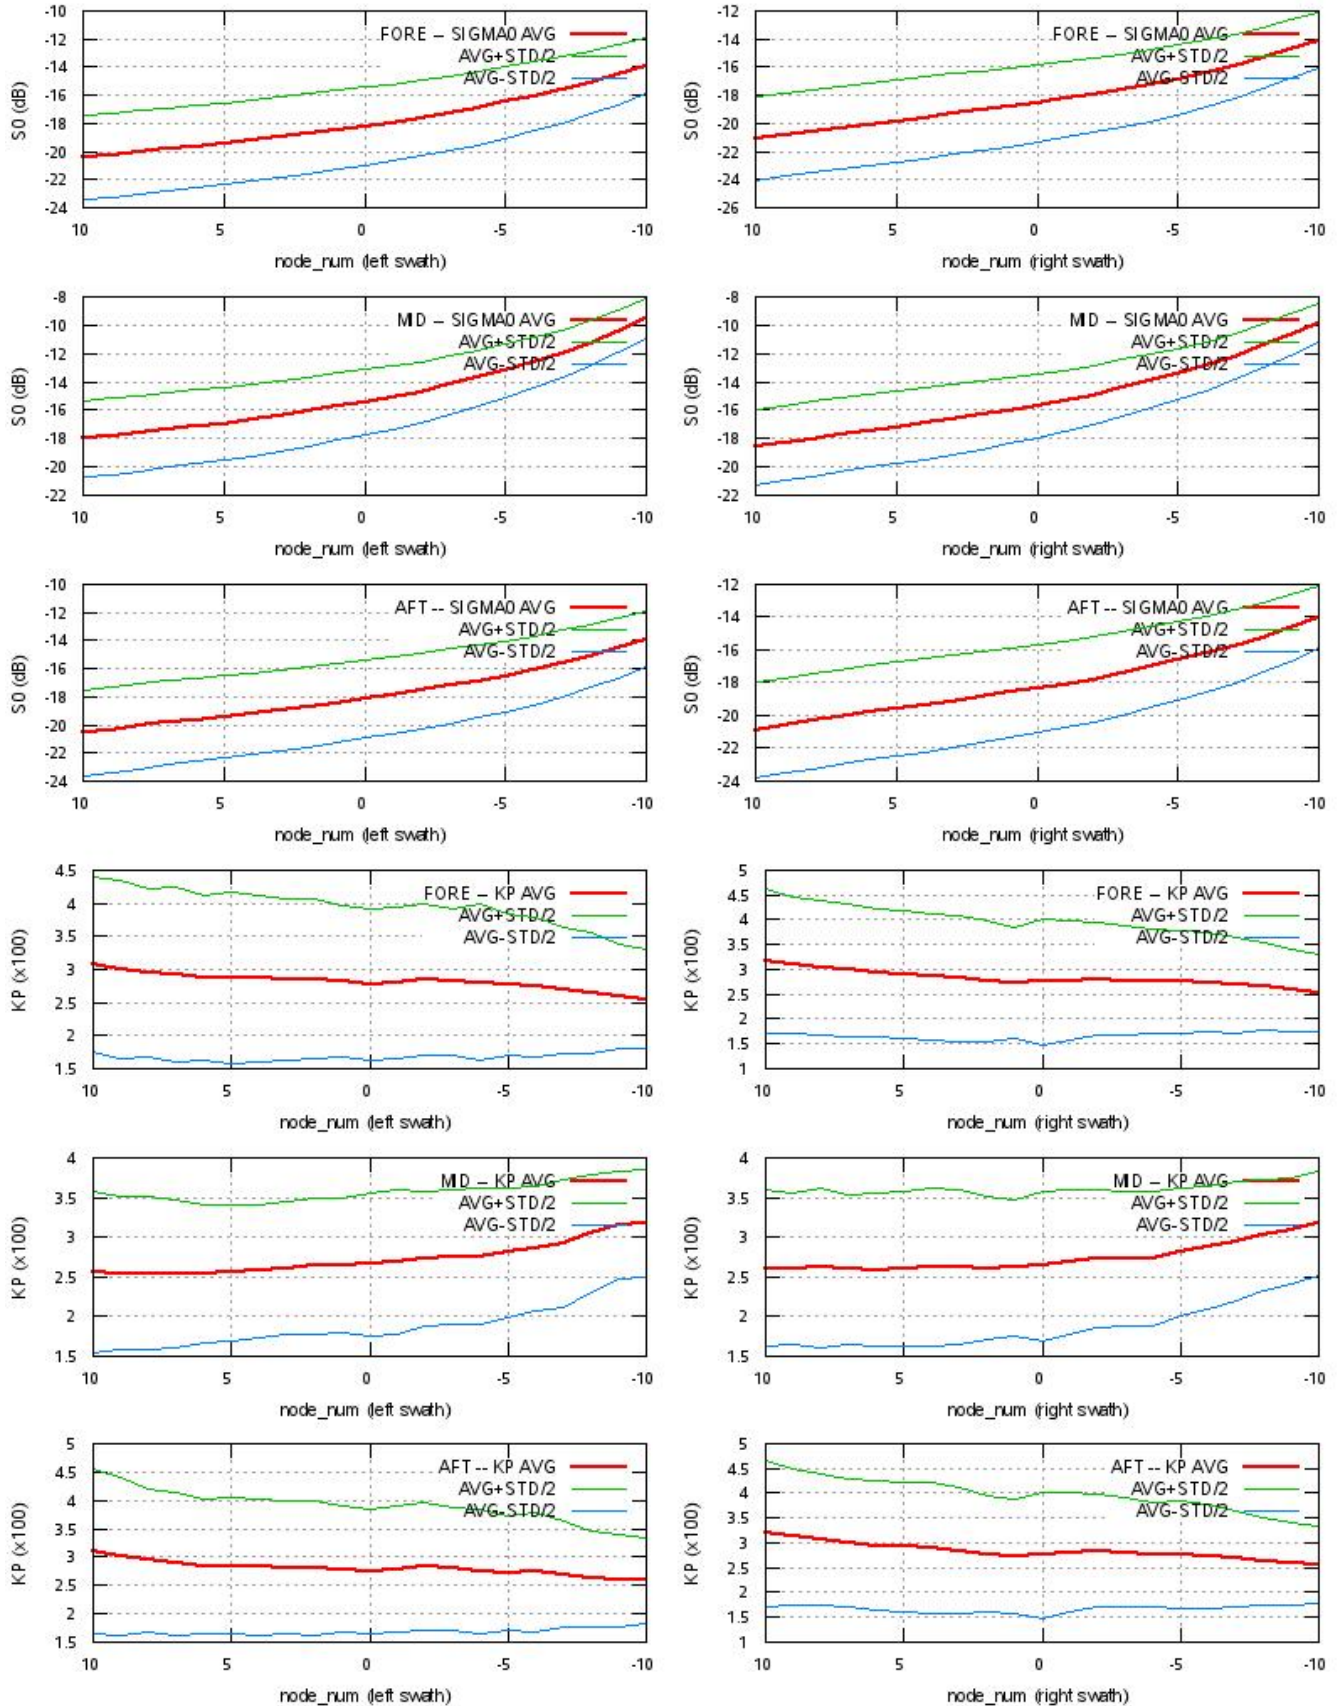 -10
-12
-14
-16
-18
-20
-22
-24
S0 (dB)
FORE – SIGMA0 AVG
AVG+STD/2
AVG-STD/2
10 5 0 -5 -10
node_num (left swath)
-12
-14
-16
-18
-20
-22
-24
-26
S0 (dB)
FORE – SIGMA0 AVG
AVG+STD/2
AVG-STD/2
10 5 0 -5 -10
node_num (right swath)
-8
-10
-12
-14
-16
-18
-20
-22
S0 (dB)
MID – SIGMA0 AVG
AVG+STD/2
AVG-STD/2
10 5 0 -5 -10
node_num (left swath)
-8
-10
-12
-14
-16
-18
-20
-22
S0 (dB)
MID – SIGMA0 AVG
AVG+STD/2
AVG-STD/2
10 5 0 -5 -10
node_num (right swath)
-10
-12
-14
-16
-18
-20
-22
-24
S0 (dB)
AFT -- SIGMA0 AVG
AVG+STD/2
AVG-STD/2
10 5 0 -5 -10
node_num (left swath)
-12
-14
-16
-18
-20
-22
-24
S0 (dB)
AFT -- SIGMA0 AVG
AVG+STD/2
AVG-STD/2
10 5 0 -5 -10
node_num (right swath)
4.5
4
3.5
3
2.5
2
1.5
KP (x100)
FORE – KP AVG
AVG+STD/2
AVG-STD/2
10 5 0 -5 -10
node_num (left swath)
5
4.5
4
3.5
3
2.5
2
1.5
1
KP (x100)
FORE – KP AVG
AVG+STD/2
AVG-STD/2
10 5 0 -5 -10
node_num (right swath)
4
3.5
3
2.5
2
1.5
KP (x100)
MID – KP AVG
AVG+STD/2
AVG-STD/2
10 5 0 -5 -10
node_num (left swath)
4
3.5
3
2.5
2
1.5
KP (x100)
MID – KP AVG
AVG+STD/2
AVG-STD/2
10 5 0 -5 -10
node_num (right swath)
5
4.5
4
3.5
3
2.5
2
1.5
KP (x100)
AFT -- KP AVG
AVG+STD/2
AVG-STD/2
10 5 0 -5 -10
node_num (left swath)
5
4.5
4
3.5
3
2.5
2
1.5
1
KP (x100)
AFT -- KP AVG
AVG+STD/2
AVG-STD/2
10 5 0 -5 -10
node_num (right swath)